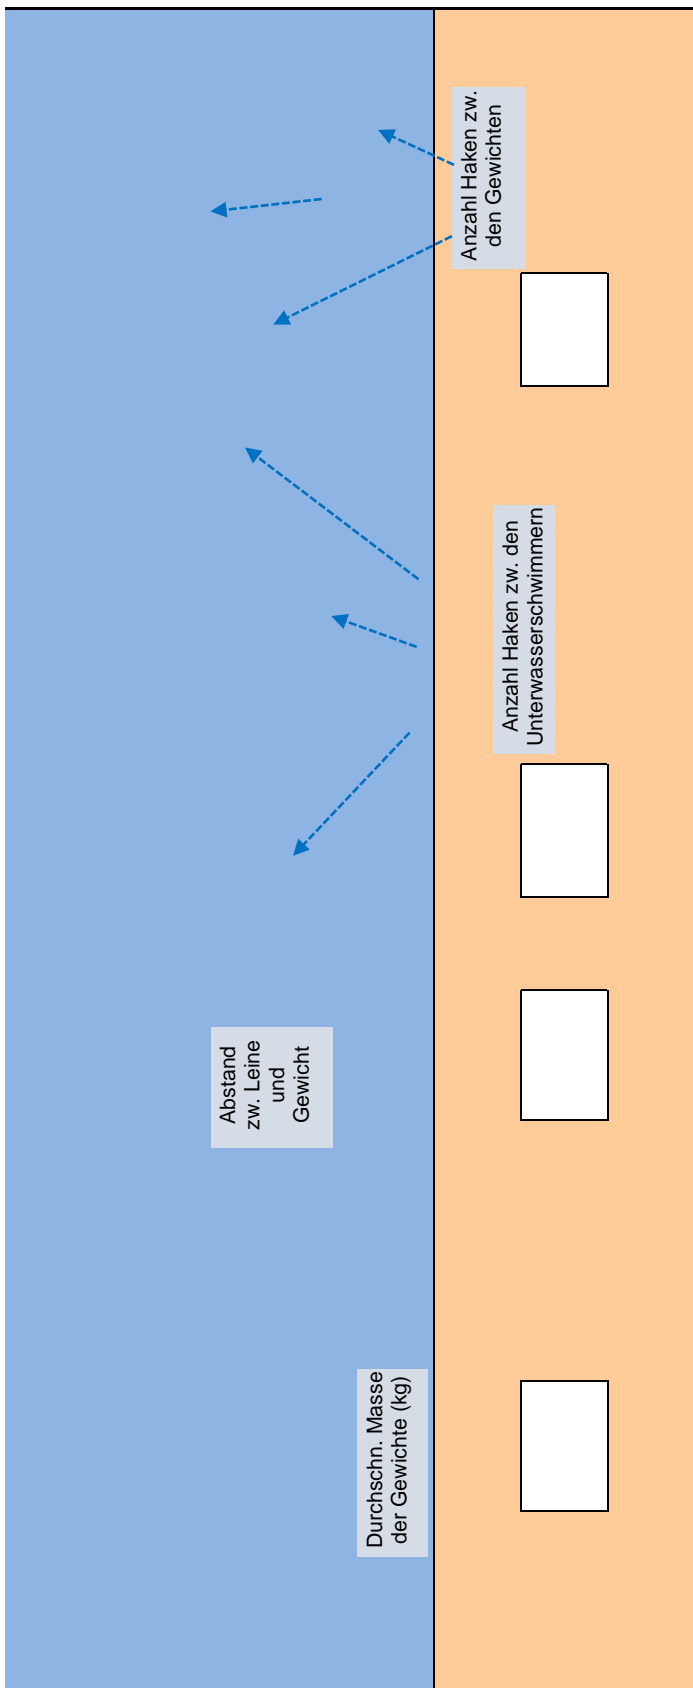 Anzahl Haken zw.
den Gewichten
Anzahl Haken zw. den
Unterwasserschwimmern
Abstand
zw. Leine
und
Gewicht
Durchschn. Masse
der Gewichte (kg)